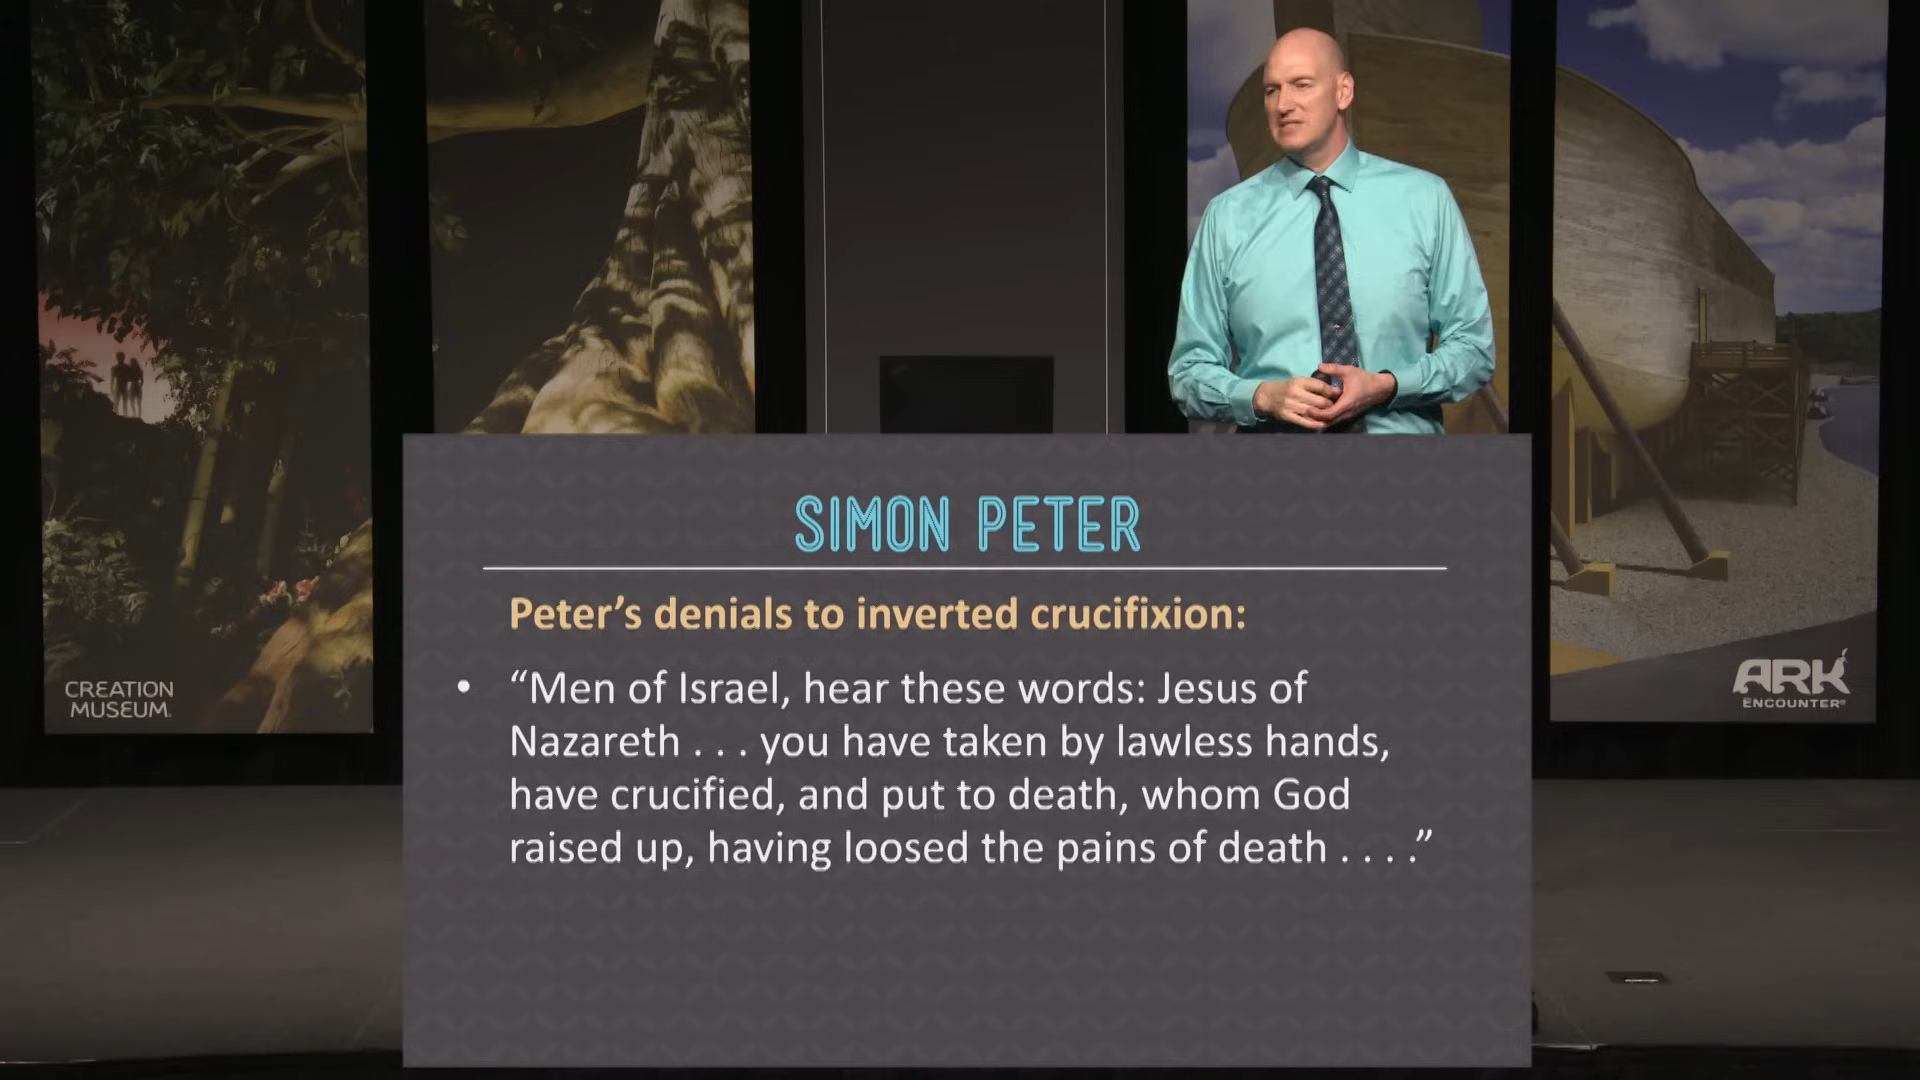 SIMON PETER
Peter’s denials to inverted crucifixion:
• “Men of Israel, hear these words: Jesus of
Nazareth . . . you have taken by lawless hands,
have crucified, and put to death, whom God
raised up, having loosed the pains of death . . . .”
CREATION
MUSEUM
ARK
ENCOUNTER